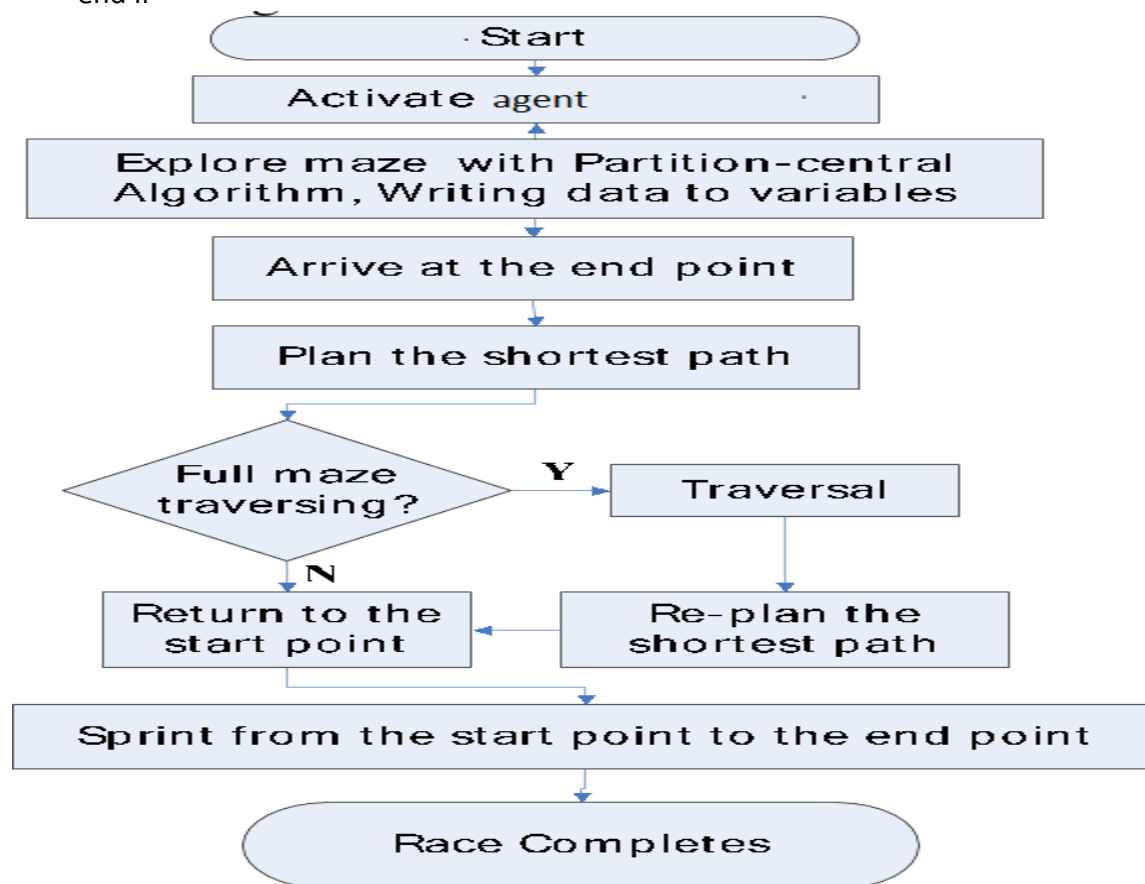 Start
Activate agent
Explore maze with Partition-central
Algorithm, Writing data to variables
Arrive at the end point
Plan the shortest path
Full maze
traversing?
Y
Traversal
N
Return to the
start point
Re-plan the
shortest path
Sprint from the start point to the end point
Race Completes